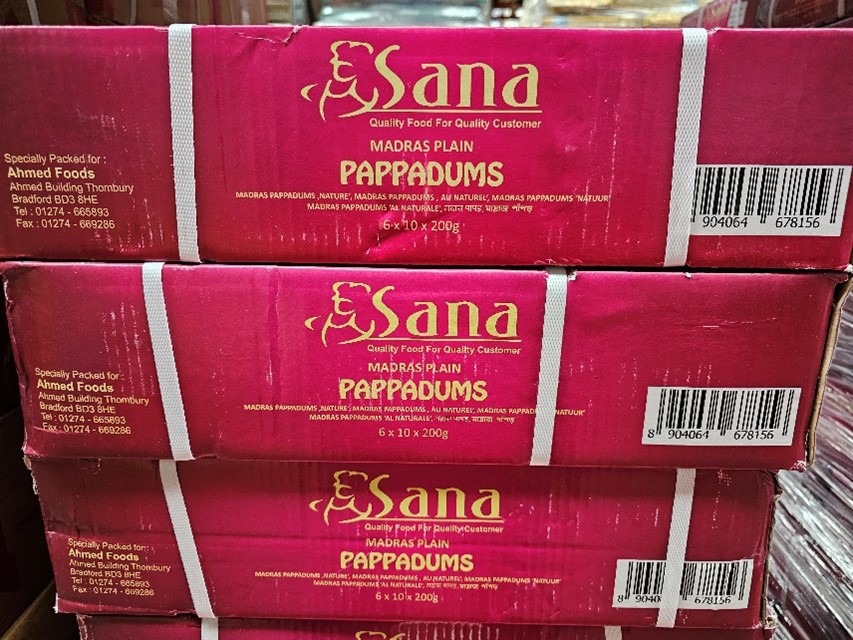 Sana
Quality Food For Quality Customer
MADRAS PLAIN
PAPPADUMS
MADRAS PAPPADUMS ,NATURE', MADRAS PAPPADUMS , AU NATUREL', MADRAS PAPPADUMS 'NATUUR'
MADRAS PAPPADUMS 'AL NATURALE',
6 x 10 x 200g
Specially Packed for :
Ahmed Foods
Ahmed Building Thornbury
Bradford BD3 8HE
Tel : 01274 - 665893
Fax : 01274 - 669286
904064 678156
Sana
Quality Food For Quality Customer
MADRAS PLAIN
PAPPADUMS
MADRAS PAPPADUMS ,NATURE', MADRAS PAPPADUMS , AU NATUREL', MADRAS PAPPAD NATUUR'
MADRAS PAPPADUMS 'AL NATURALE',
6 x 10 x 200g
Specially Packed for :
Ahmed Foods
Ahmed Building Thornbury
Bradford BD3 8HE
Tel : 01274 - 665893
Fax : 01274 - 669286
8 904064 678156
Sana
Quality Food For Quality Customer
MADRAS PLAIN
PAPPADUMS
MADRAS PAPPADUMS ,NATURE', MADRAS PAPPADUMS , AU NATUREL', MADRAS PAPPADUMS 'NATUUR'
MADRAS PAPPADUMS 'AL NATURALE',
6 x 10 x 200g
Specially Packed for :
Ahmed Foods
Ahmed Building Thornbury
Bradford BD3 8HE
Tel : 01274 - 665893
Fax : 01274 - 669286
8 9040 678156